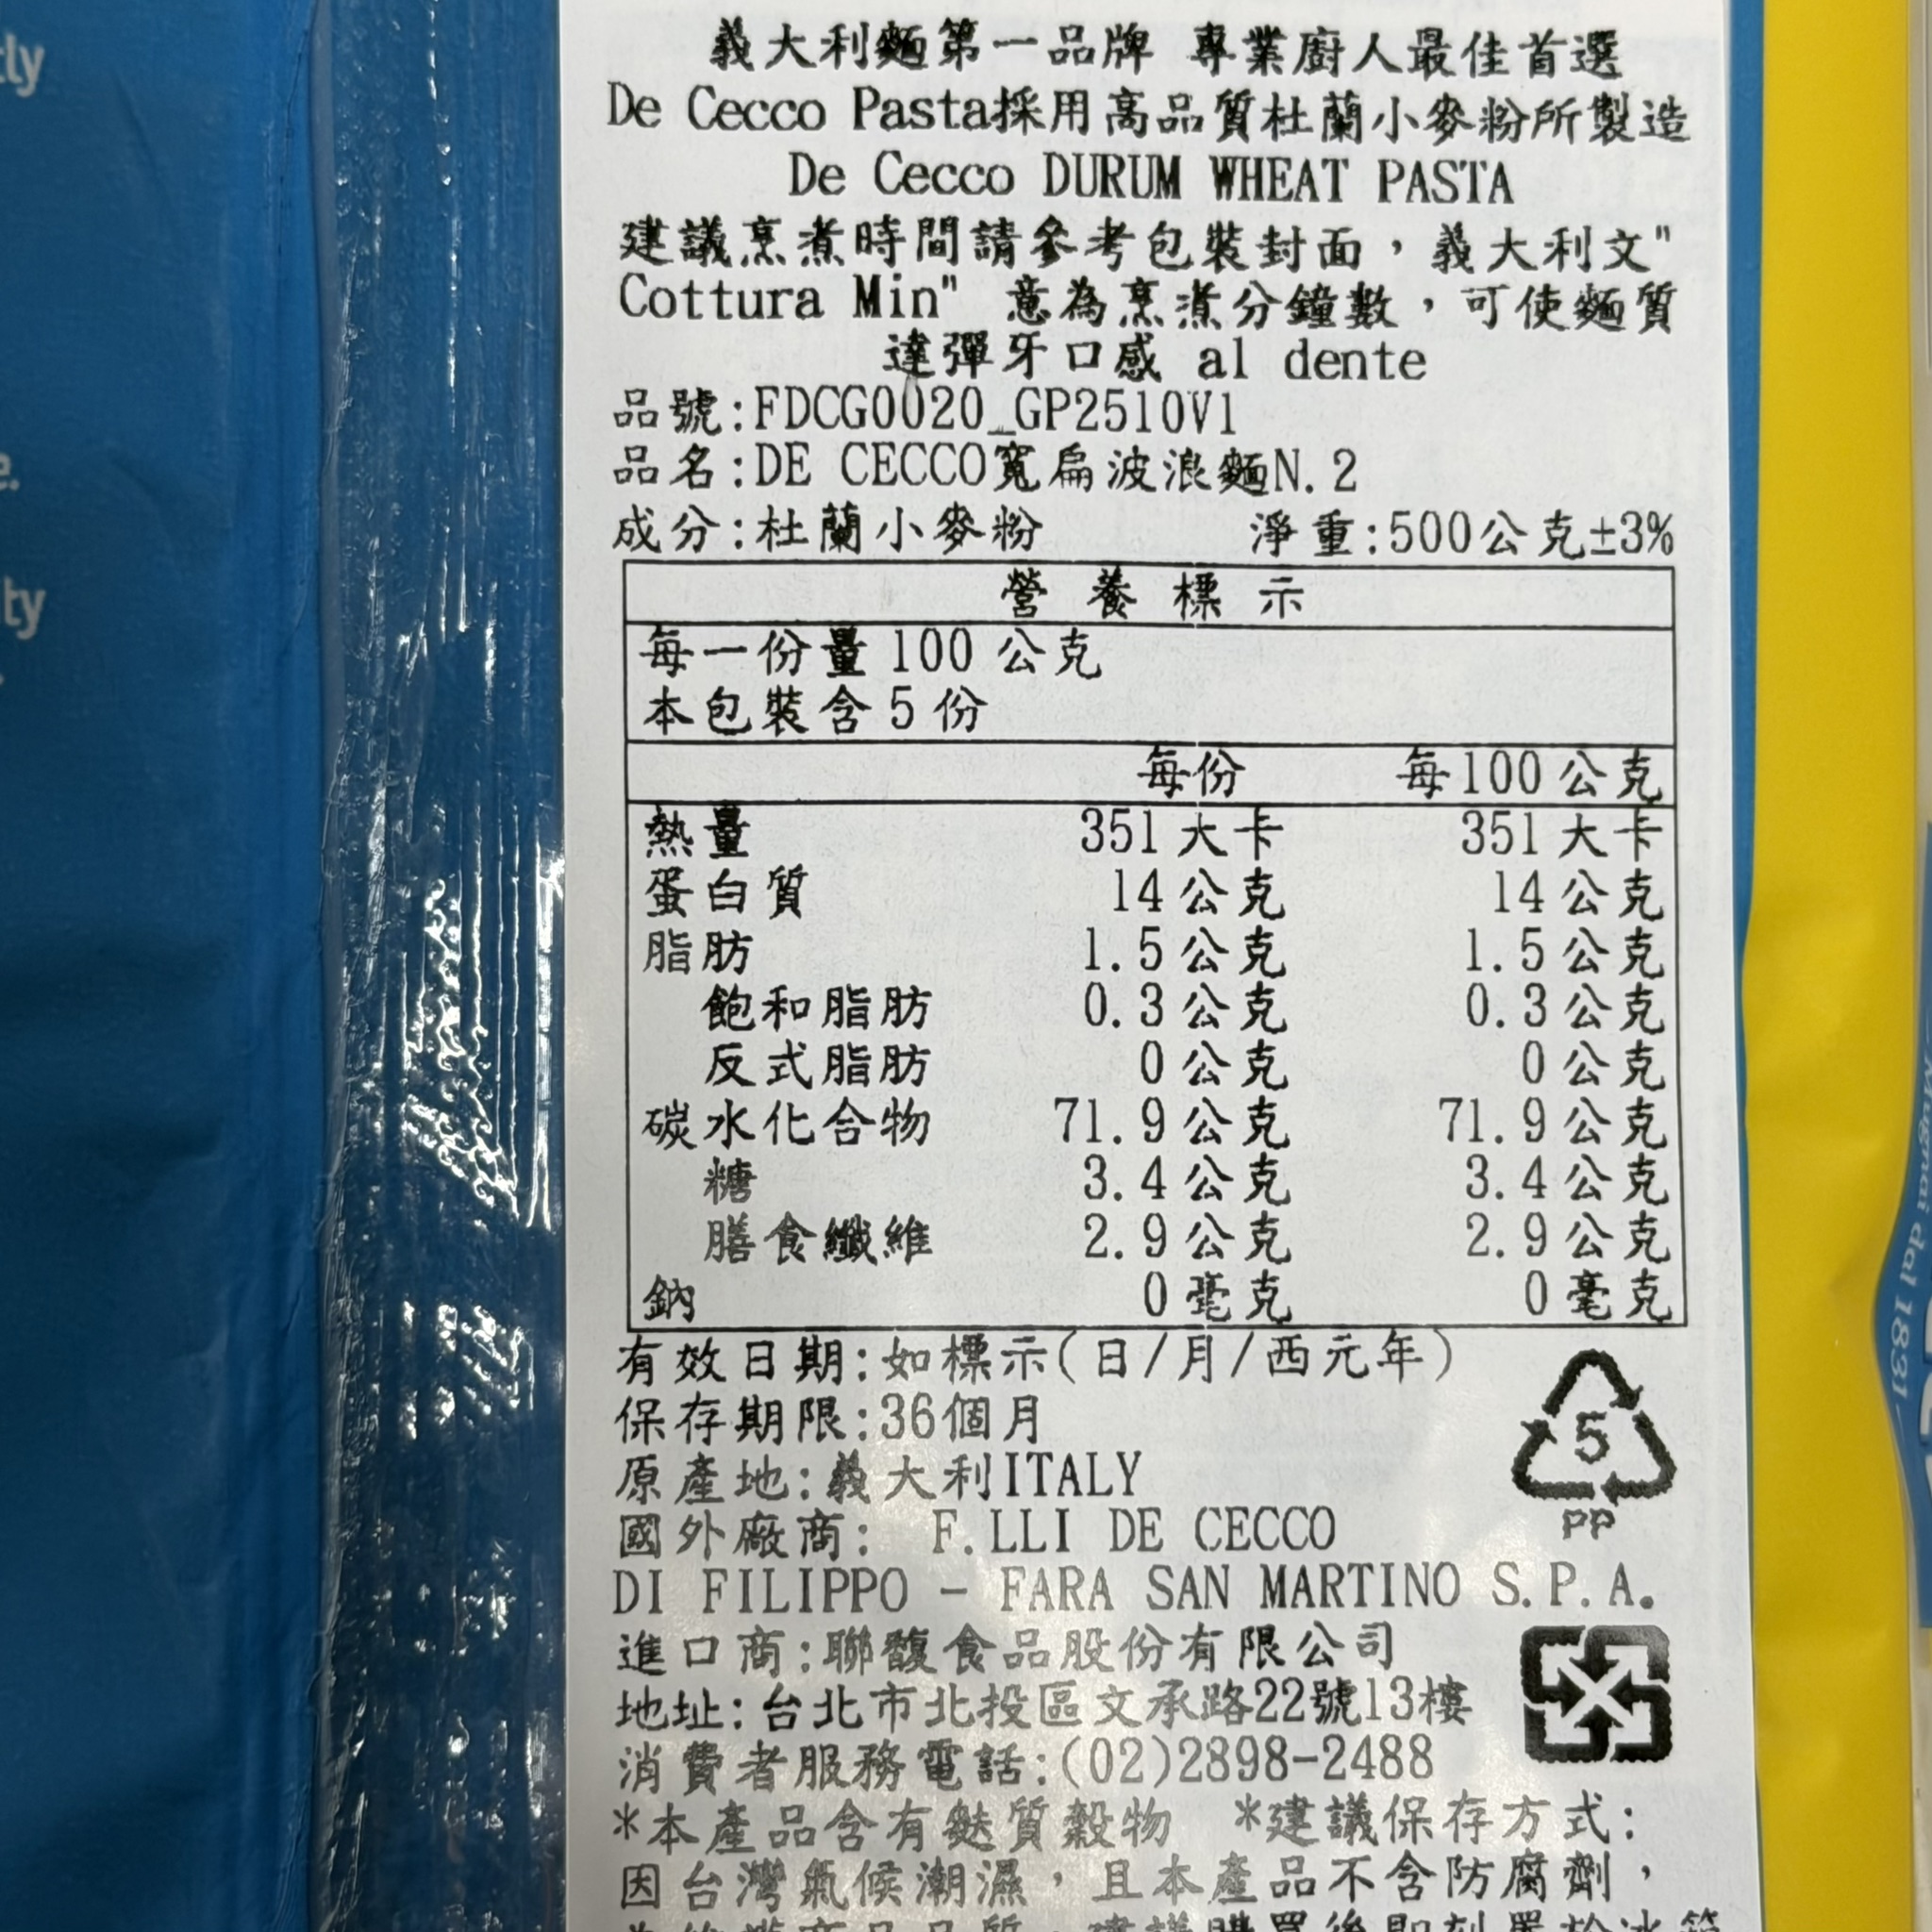 義大利麵第一品牌 專業廚人最佳首選
De Cecco Pasta採用高品質杜蘭小麥粉所製造
De Cecco DURUM WHEAT PASTA
建議烹煮時間請參考包裝封面，義大利文"
Cottura Min" 意為烹煮分鐘數，可使麵質
達彈牙口感 al dente
品號:FDCG0020_GP2510V1
品名:DE CECCO寬扁波浪麵N.2
成分:杜蘭小麥粉 淨重:500公克±3%
營養標示
每一份量 100 公克
本包裝含 5 份
每份 每100公克
熱量 351 大卡 351 大卡
蛋白質 14 公克 14 公克
脂肪 1.5 公克 1.5 公克
飽和脂肪 0.3 公克 0.3 公克
反式脂肪 0 公克 0 公克
碳水化合物 71.9 公克 71.9 公克
糖 3.4 公克 3.4 公克
膳食纖維 2.9 公克 2.9 公克
鈉 0 毫克 0 毫克
有效日期:如標示(日/月/西元年)
保存期限:36個月
5
PP
原產地:義大利ITALY
國外廠商: F.LLI DE CECCO
DI FILIPPO - FARA SAN MARTINO S.P.A.
進口商:聯馥食品股份有限公司
地址:台北市北投區文承路22號13樓
消費者服務電話:(02)2898-2488
*本產品含有麩質穀物 *建議保存方式:
因台灣氣候潮濕，且本產品不含防腐劑，
dal 1831